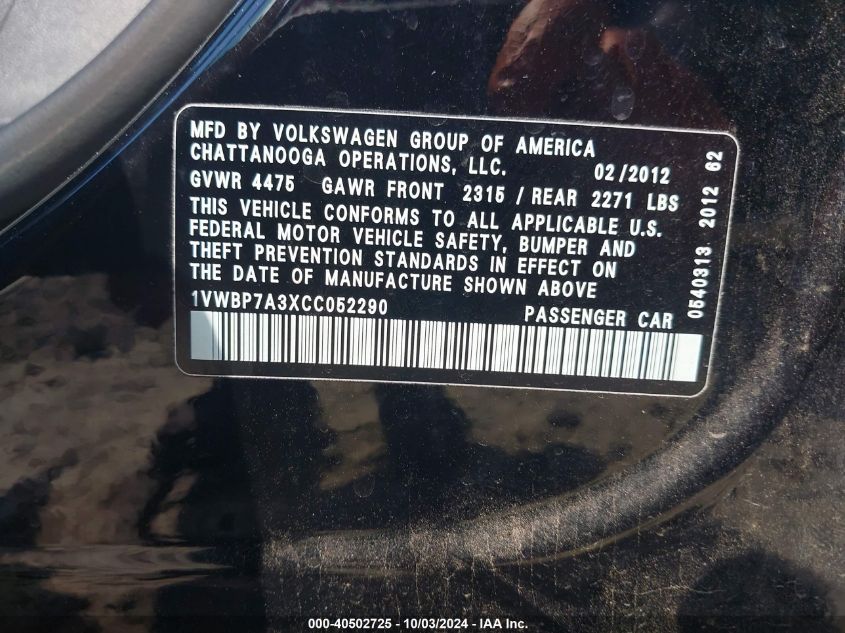 MFD BY VOLKSWAGEN GROUP OF AMERICA
CHATTANOOGA OPERATIONS, LLC. 02/2012
GVWR 4475 GAWR FRONT 2315 / REAR 2271 LBS
THIS VEHICLE CONFORMS TO ALL APPLICABLE U.S.
FEDERAL MOTOR VEHICLE SAFETY, BUMPER AND
THEFT PREVENTION STANDARDS IN EFFECT ON
THE DATE OF MANUFACTURE SHOWN ABOVE
1VWBP7A3XCC052290 PASSENGER CAR
0540313 2012 62
000-40502725 - 10/03/2024 - IAA Inc.